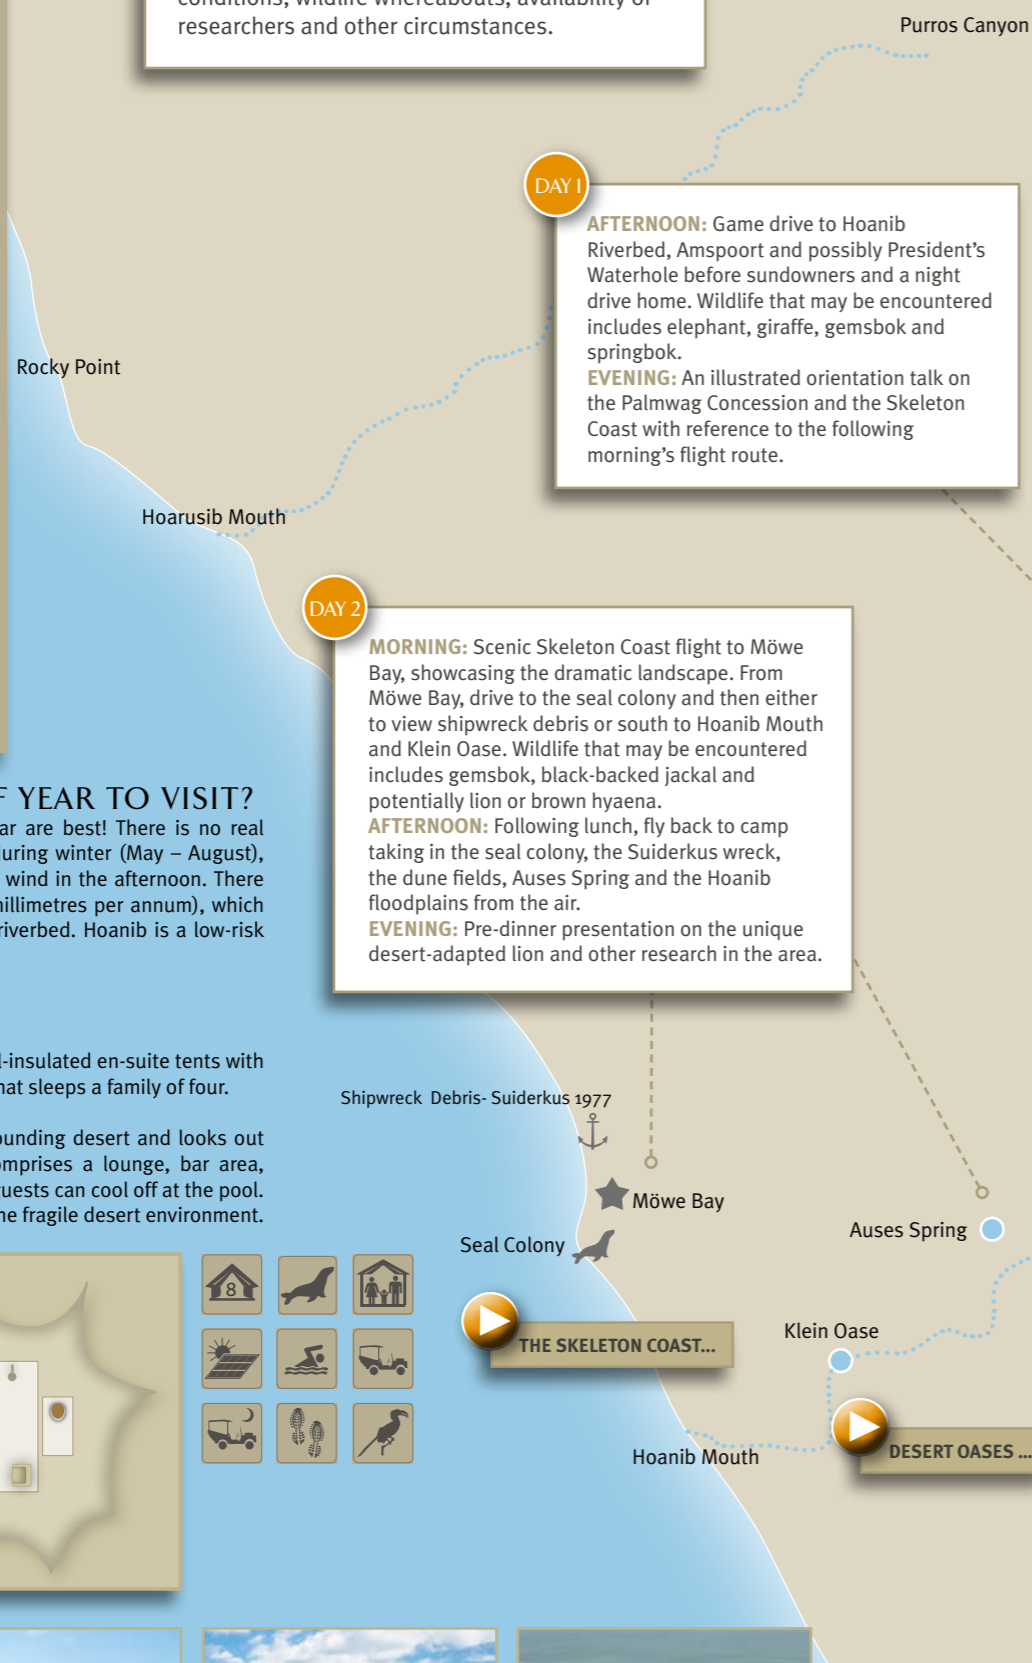 conditions, wildlife whereabouts, availability of
researchers and other circumstances.
Purros Canyon
DAY 1
AFTERNOON: Game drive to Hoanib
Riverbed, Amspoort and possibly President's
Waterhole before sundowners and a night
drive home. Wildlife that may be encountered
includes elephant, giraffe, gemsbok and
springbok.
EVENING: An illustrated orientation talk on
the Palmwag Concession and the Skeleton
Coast with reference to the following
morning's flight route.
Rocky Point
Hoarusib Mouth
DAY 2
MORNING: Scenic Skeleton Coast flight to Möwe
Bay, showcasing the dramatic landscape. From
Möwe Bay, drive to the seal colony and then either
to view shipwreck debris or south to Hoanib Mouth
and Klein Oase. Wildlife that may be encountered
includes gemsbok, black-backed jackal and
potentially lion or brown hyaena.
AFTERNOON: Following lunch, fly back to camp
taking in the seal colony, the Suiderkus wreck,
the dune fields, Auses Spring and the Hoanib
floodplains from the air.
EVENING: Pre-dinner presentation on the unique
desert-adapted lion and other research in the area.
YEAR TO VISIT?
are best! There is no real
during winter (May – August),
wind in the afternoon. There
millimetres per annum), which
riverbed. Hoanib is a low-risk
-insulated en-suite tents with
that sleeps a family of four.
ounding desert and looks out
omprises a lounge, bar area,
guests can cool off at the pool.
he fragile desert environment.
Shipwreck Debris- Suiderkus 1977
Möwe Bay
Seal Colony
Auses Spring
8
THE SKELETON COAST...
Klein Oase
DESERT OASES ...
Hoanib Mouth